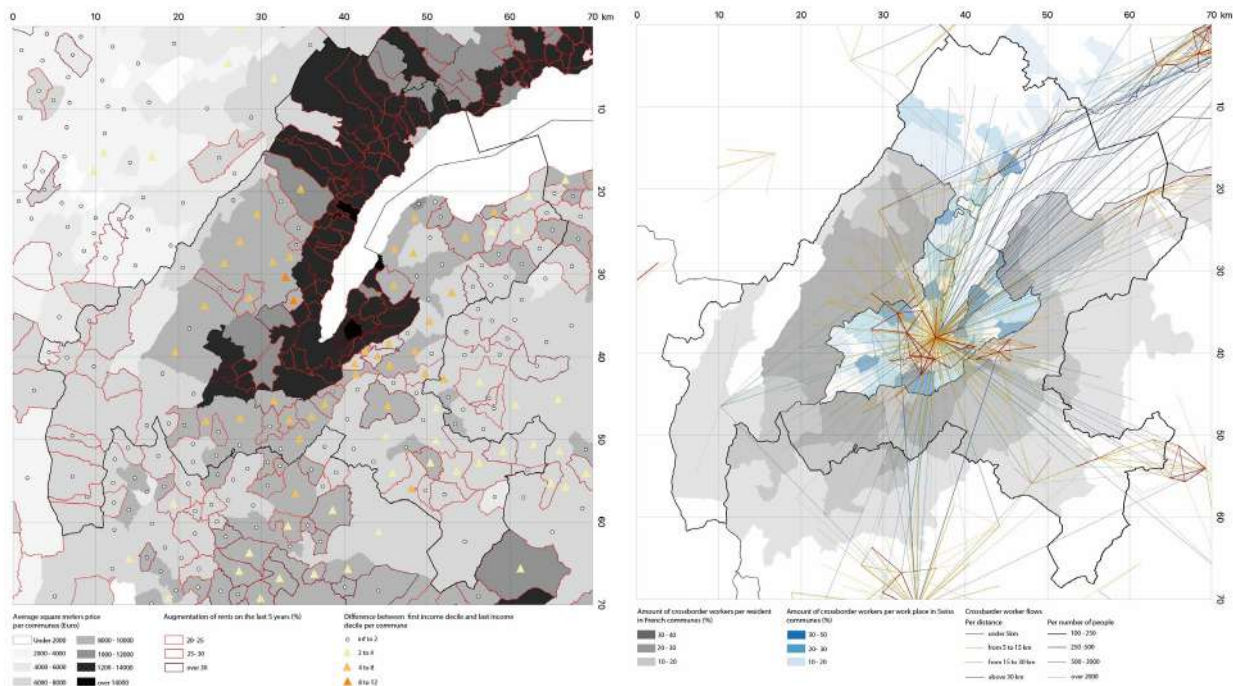 0 10 20 30 40 50 60 70 km
10
20
30
40
50
60
70
0 10 20 30 40 50 60 70 km
10
20
30
40
50
60
70
Average square meters price
per communes (Euro)
Under 2000
2000 - 4000
4000 - 6000
6000 - 8000
8000 - 10000
1000 - 12000
1200 - 14000
over 14000
Augmentation of rents on the last 5 years (%)
20- 25
25- 30
over 30
Difference between first income decile and last income
decile per commune
inf to 2
2 to 4
4 to 8
8 to 12
Amount of crossborder workers per resident
in French communes (%)
30 - 40
20 - 30
10 - 20
Amount of crossborder workers per work place in Swiss
communes (%)
30 - 50
20 - 30
10 - 20
Crossborder worker flows
Per distance
under 5km
from 5 to 15 km
from 15 to 30 km
above 30 km
Per number of people
100 - 250
250 - 500
500 - 2000
over 2000